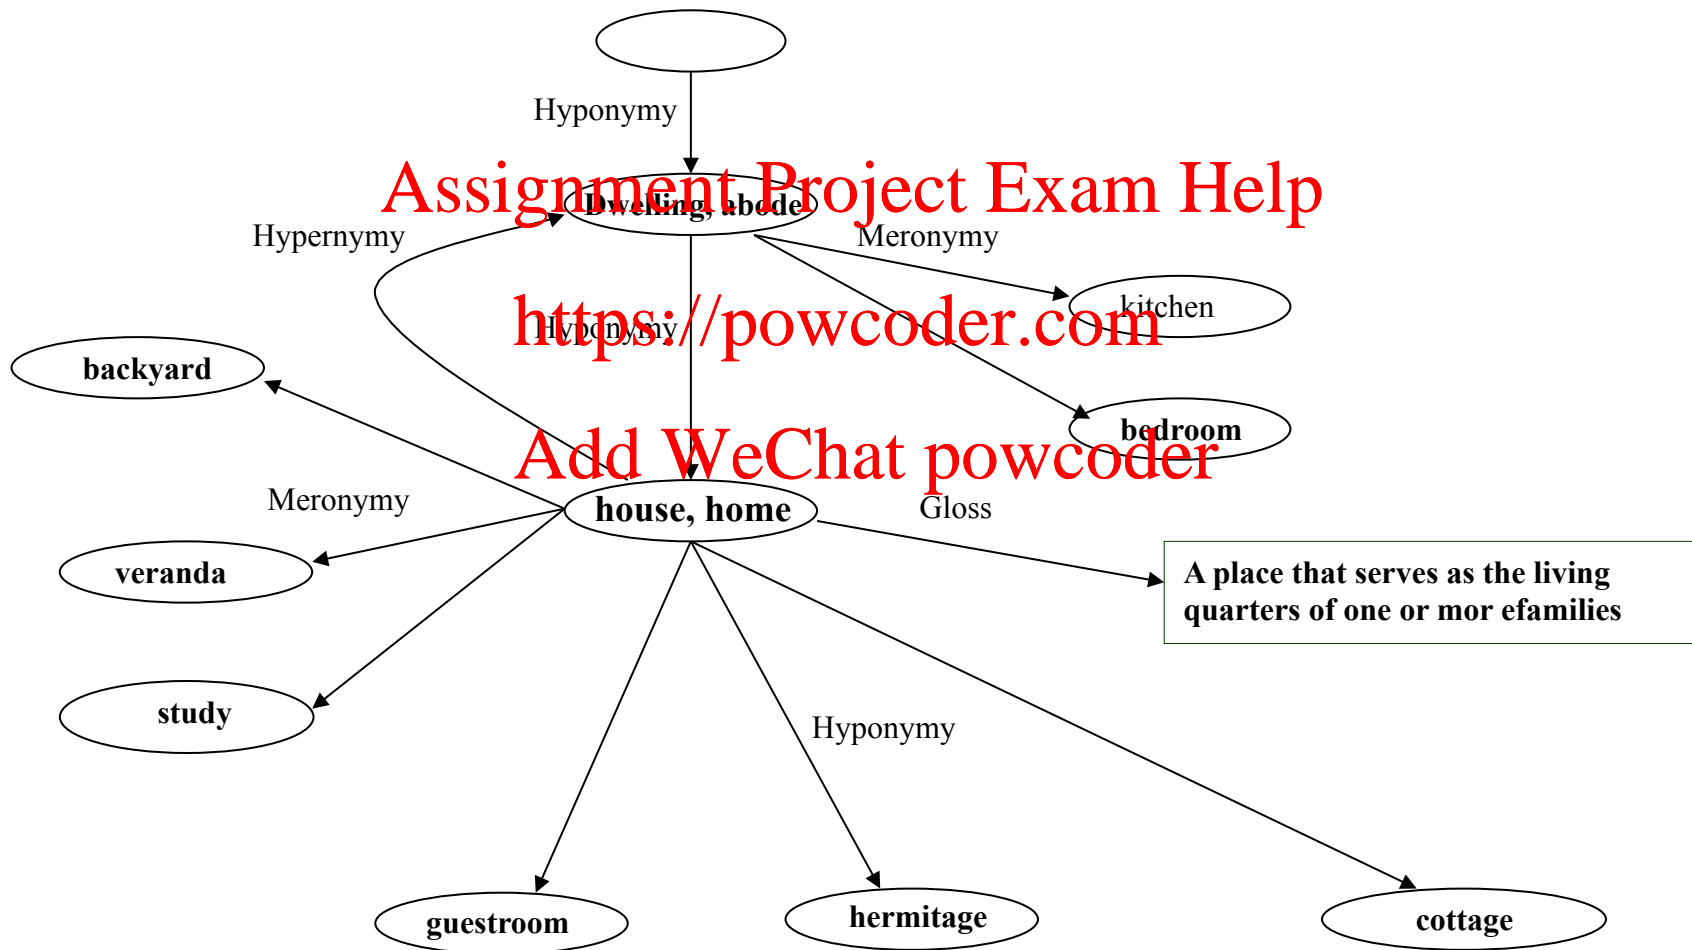 Hyponymy
Assignment Project Exam Help
Dwelling, abode
Hypernymy
Meronymy
kitchen
https://powcoder.com
Hyponymy
backyard
bedroom
Add WeChat powcoder
Meronymy
house, home
Gloss
veranda
A place that serves as the living
quarters of one or mor efamilies
study
Hyponymy
guestroom
hermitage
cottage